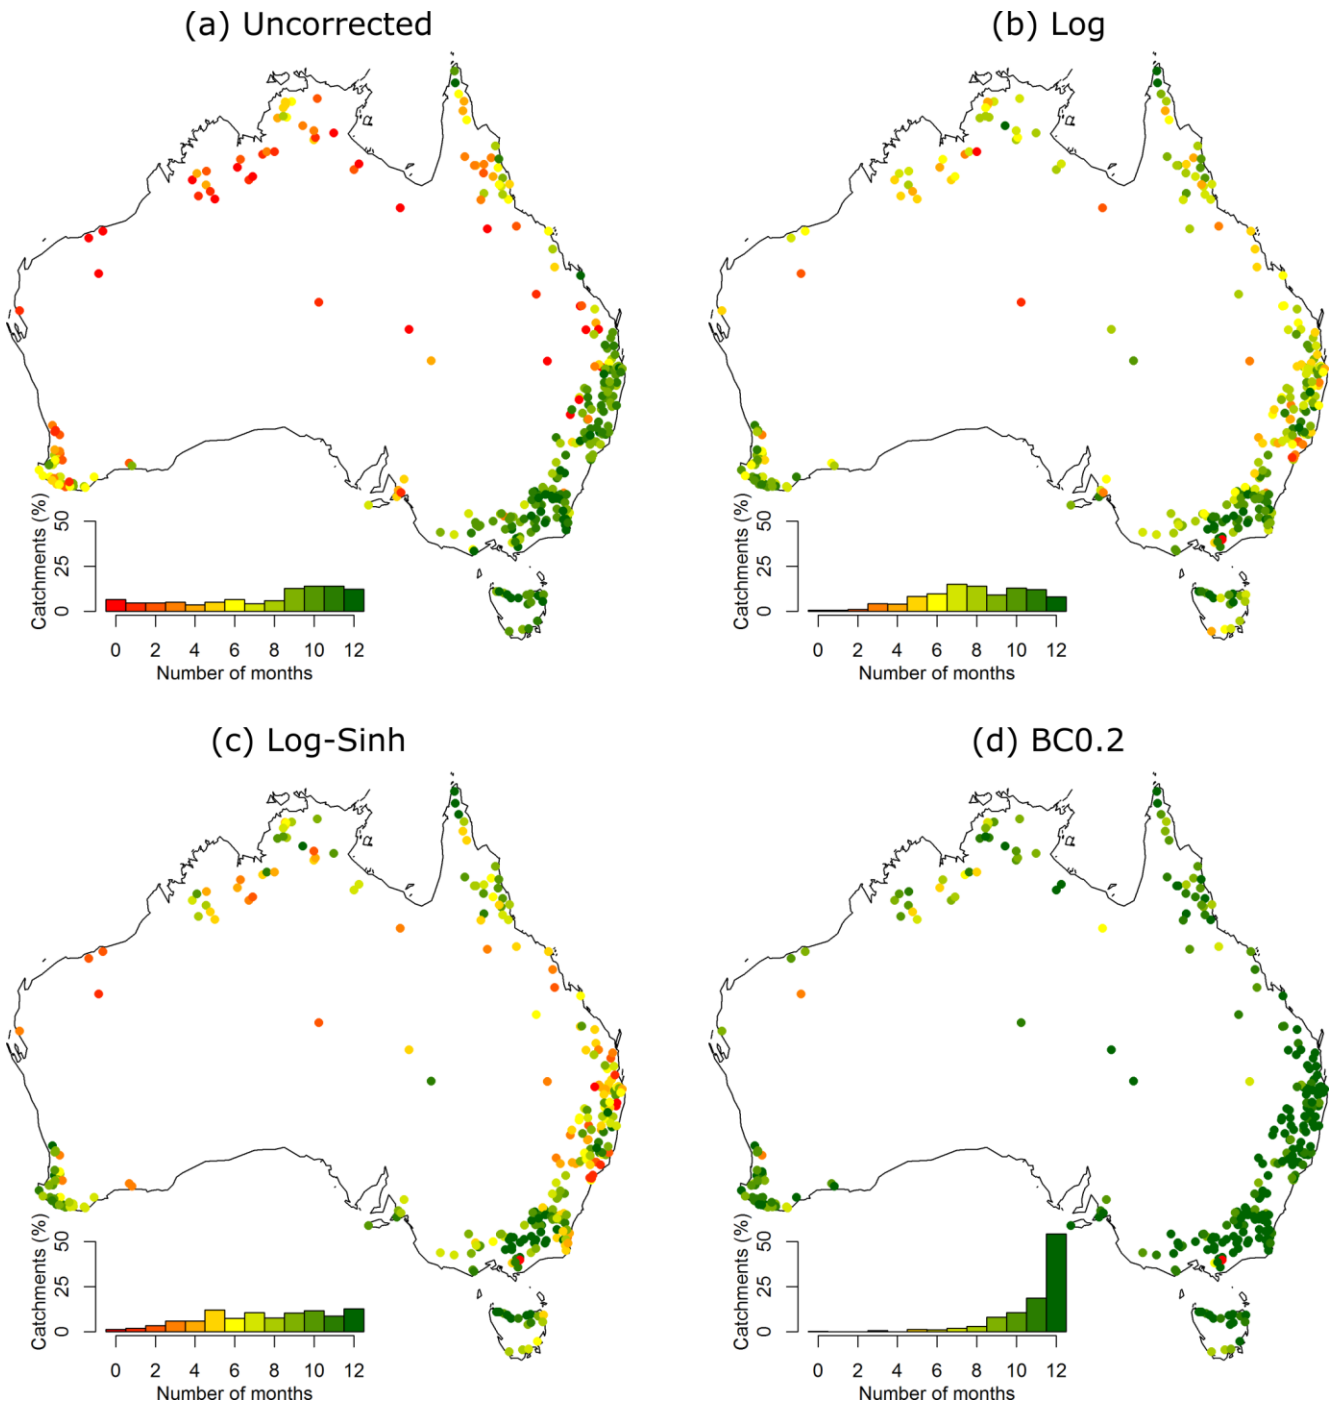 (a) Uncorrected
(b) Log
Catchments (%)
50
25
0
0 2 4 6 8 10 12
Number of months
Catchments (%)
50
25
0
0 2 4 6 8 10 12
Number of months
(c) Log-Sinh
(d) BC0.2
Catchments (%)
50
25
0
0 2 4 6 8 10 12
Number of months
Catchments (%)
50
25
0
0 2 4 6 8 10 12
Number of months